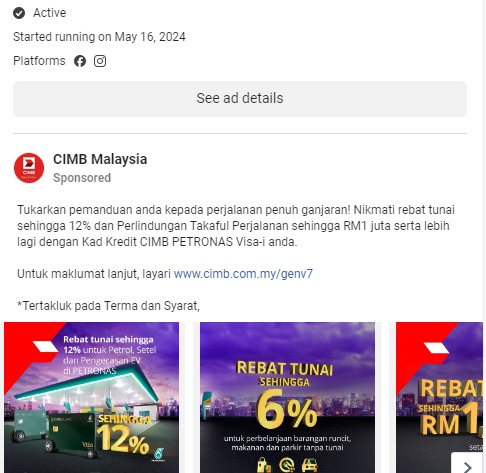 Active
Started running on May 16, 2024
Platforms
See ad details
CIMB Malaysia
Sponsored
Tukarkan pemanduan anda kepada perjalanan penuh ganjaran! Nikmati rebat tunai
sehingga 12% dan Perlindungan Takaful Perjalanan sehingga RM1 juta serta lebih
lagi dengan Kad Kredit CIMB PETRONAS Visa-i anda.
Untuk maklumat lanjut, layari www.cimb.com.my/genv7
*Tertakluk pada Terma dan Syarat,
Rebat tunai sehingga
12% untuk Petrol, Setel
dan Pengecasan EV
di PETRONAS
SEHINGGA
12%
VISA
REBAT TUNAI
SEHINGGA
6%
untuk perbelanjaan barangan runcit,
makanan dan parkir tanpa tunai
REBAT
SEHINGGA
RM1
seta
CIMB